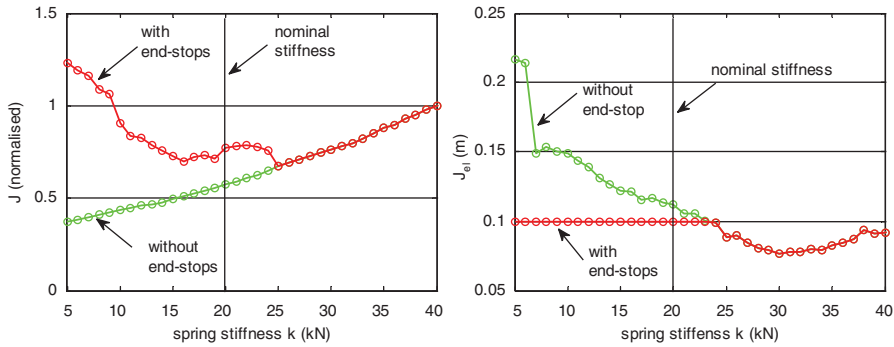 J (normalised)
1.5
1
0.5
0
with
end-stops
nominal
stiffness
without
end-stops
5 10 15 20 25 30 35 40
spring stiffness k (kN)
J_el (m)
0.25
0.20
0.15
0.10
0.05
without
end-stop
nominal stiffness
with
end-stops
5 10 15 20 25 30 35 40
spring stiffenss k (kN)